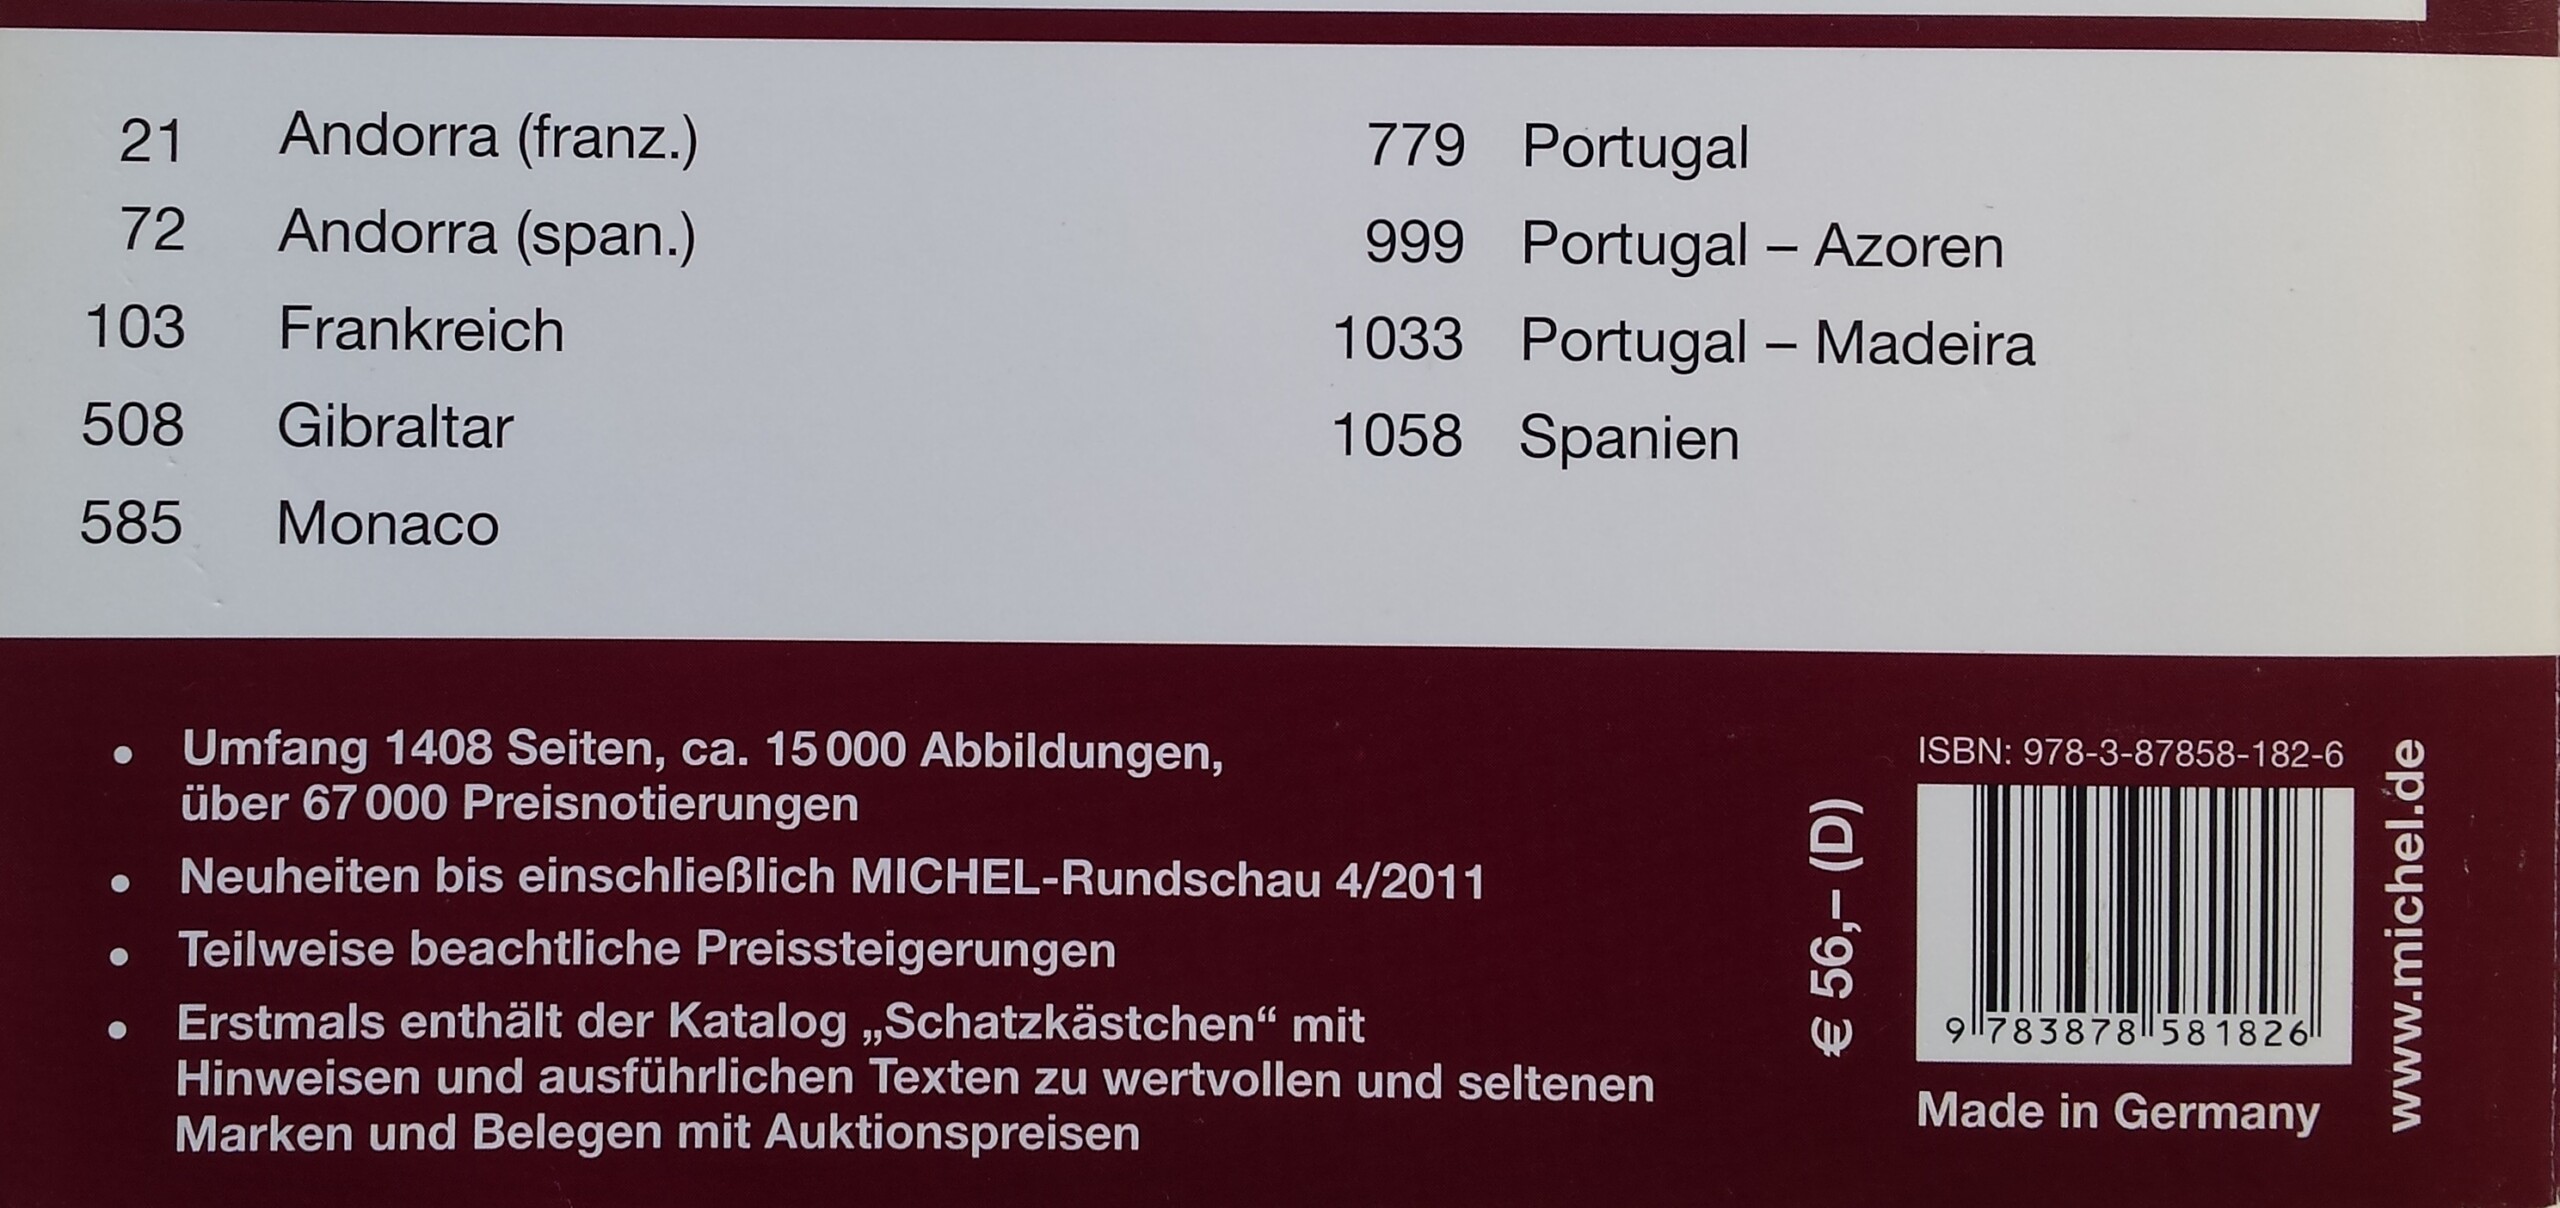 21 Andorra (franz.)
72 Andorra (span.)
103 Frankreich
508 Gibraltar
585 Monaco
779 Portugal
999 Portugal – Azoren
1033 Portugal – Madeira
1058 Spanien
• Umfang 1408 Seiten, ca. 15 000 Abbildungen,
über 67 000 Preisnotierungen
• Neuheiten bis einschließlich MICHEL-Rundschau 4/2011
• Teilweise beachtliche Preissteigerungen
• Erstmals enthält der Katalog „Schatzkästchen“ mit
Hinweisen und ausführlichen Texten zu wertvollen und seltenen
Marken und Belegen mit Auktionspreisen
€ 56,– (D)
ISBN: 978-3-87858-182-6
9 783878 581826
Made in Germany
www.michel.de